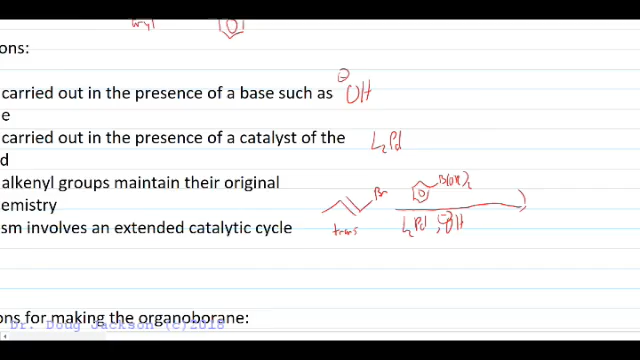 aryl
ons:
carried out in the presence of a base such as ⊖OH
e
carried out in the presence of a catalyst of the L₂Pd
d
alkenyl groups maintain their original
emistry
sm involves an extended catalytic cycle
Br
trans
B(OH)₂
L₂Pd, ⊖OH
ons for making the organoborane:
Dr. Doug Jackson (c)2018